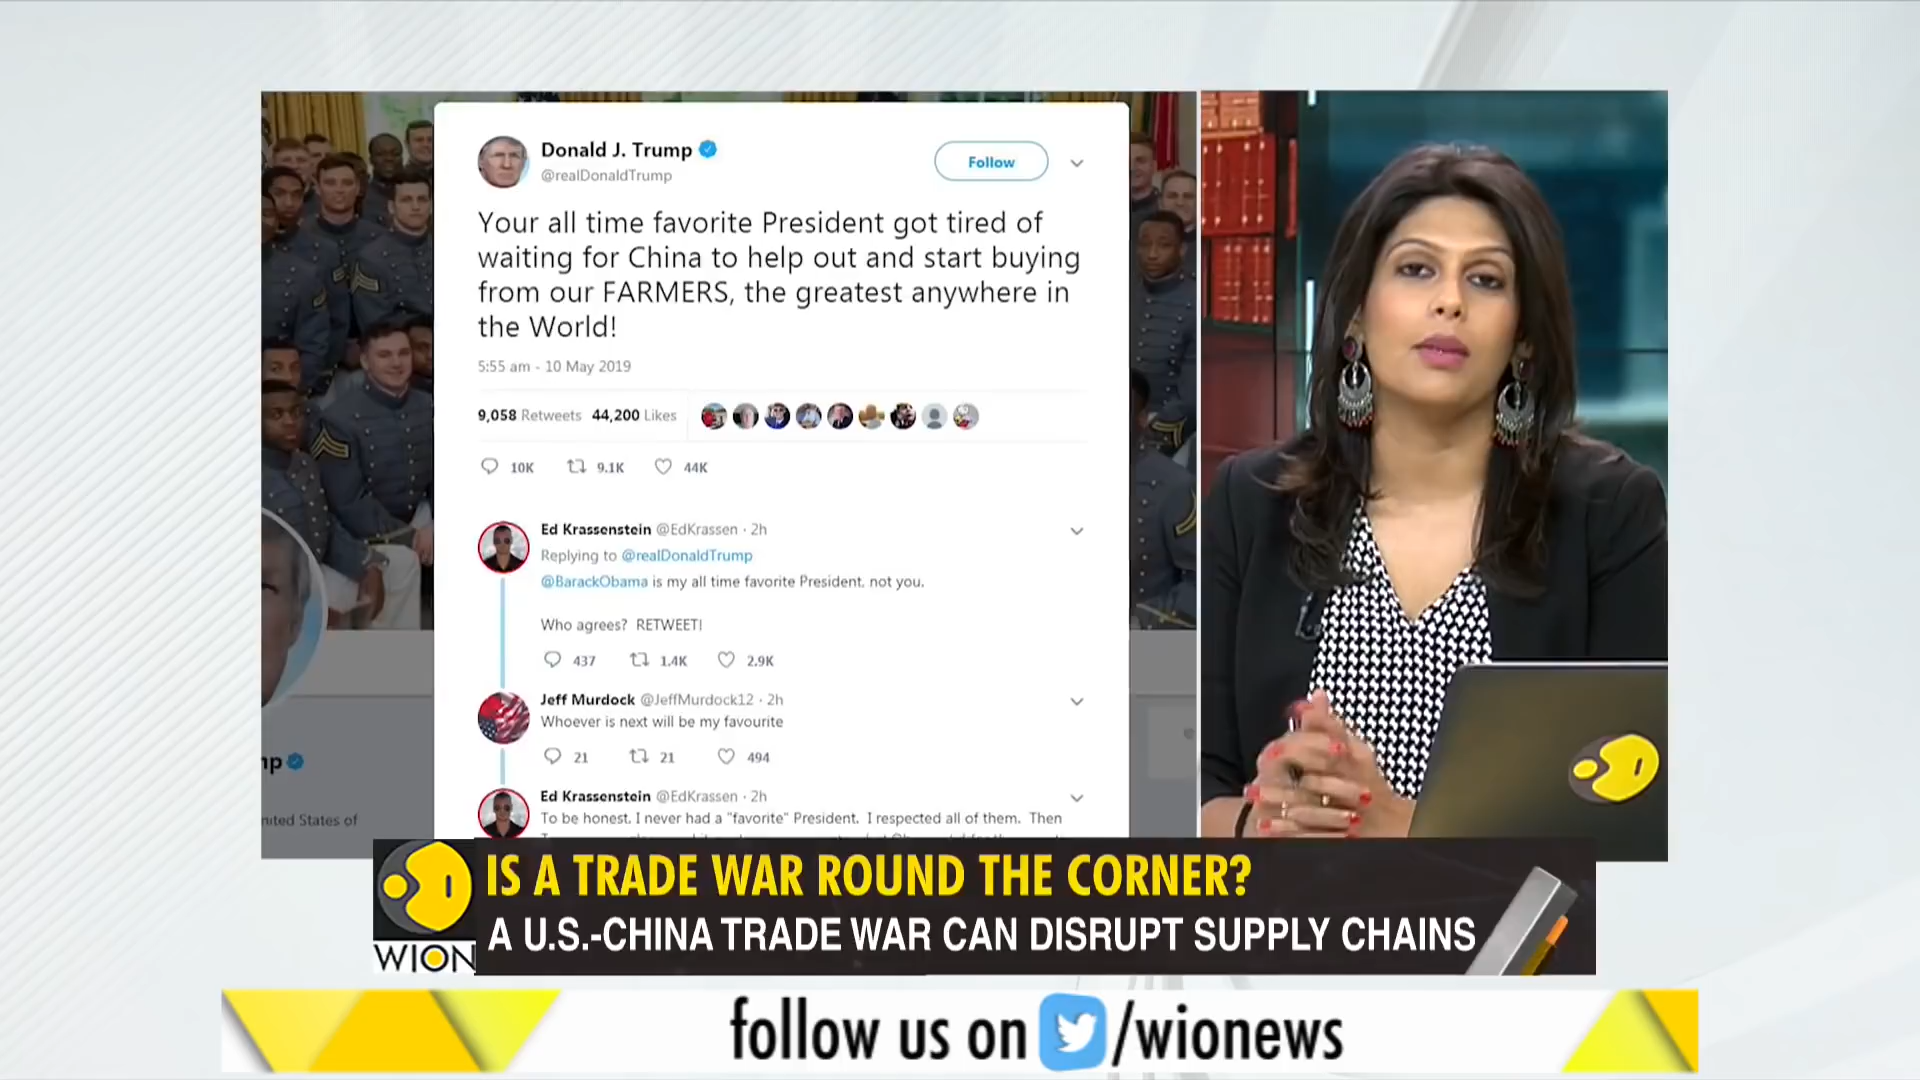 Donald J. Trump
@realDonaldTrump
Follow
Your all time favorite President got tired of
waiting for China to help out and start buying
from our FARMERS, the greatest anywhere in
the World!
5:55 am - 10 May 2019
9,058 Retweets 44,200 Likes
10K 9.1K 44K
Ed Krassenstein @EdKrassen · 2h
Replying to @realDonaldTrump
@BarackObama is my all time favorite President, not you.
Who agrees? RETWEET!
437 1.4K 2.9K
Jeff Murdock @JeffMurdock12 · 2h
Whoever is next will be my favourite
21 21 494
Ed Krassenstein @EdKrassen · 2h
To be honest, I never had a "favorite" President. I respected all of them. Then
mp
nited States of
IS A TRADE WAR ROUND THE CORNER?
A U.S.-CHINA TRADE WAR CAN DISRUPT SUPPLY CHAINS
WION
follow us on /wionews